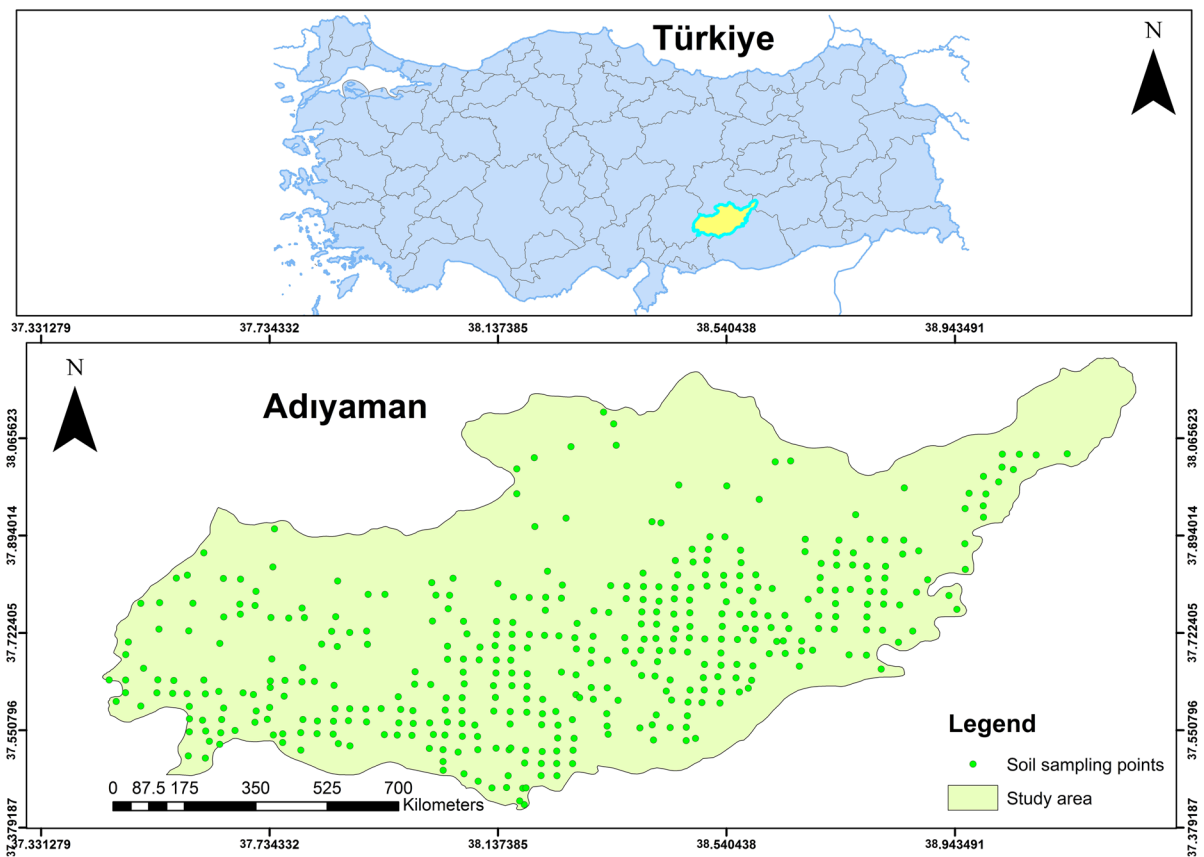 Türkiye
N
37.331279 37.734332 38.137385 38.540438 38.943491
N
Adıyaman
38.065623
38.065623
37.894014
37.894014
37.722405
37.722405
37.550796
37.550796
37.379187
37.379187
Legend
Soil sampling points
Study area
0 87.5 175 350 525 700
Kilometers
37.331279 37.734332 38.137385 38.540438 38.943491